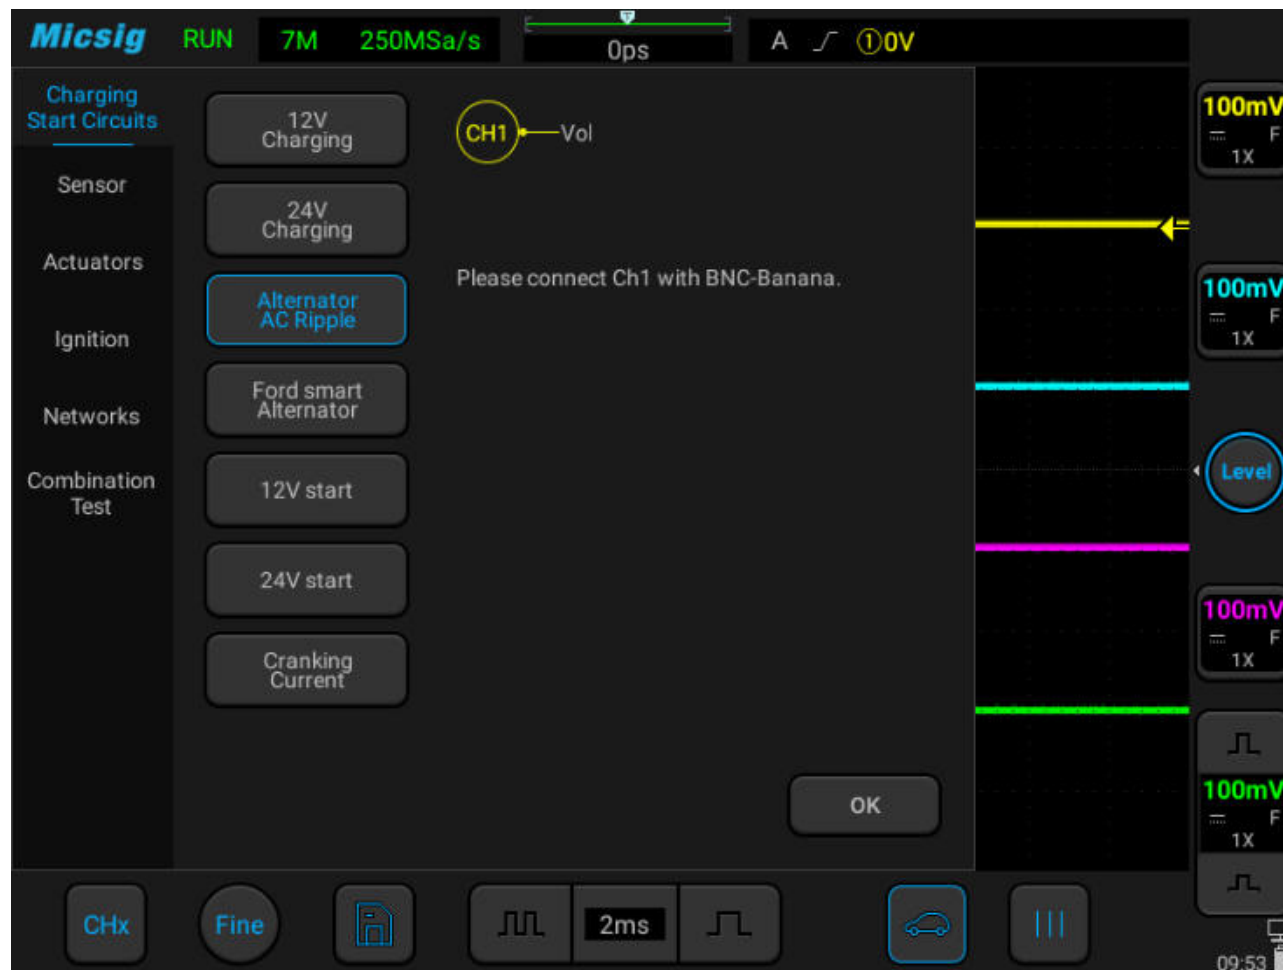 Micsig RUN 7M 250MSa/s T 0ps A ①0V
Charging
Start Circuits
Sensor
Actuators
Ignition
Networks
Combination
Test
12V
Charging
24V
Charging
Alternator
AC Ripple
Ford smart
Alternator
12V start
24V start
Cranking
Current
CH1 Vol
Please connect Ch1 with BNC-Banana.
OK
100mV
F
1X
100mV
F
1X
Level
100mV
F
1X
100mV
F
1X
CHx
Fine
2ms
09:53